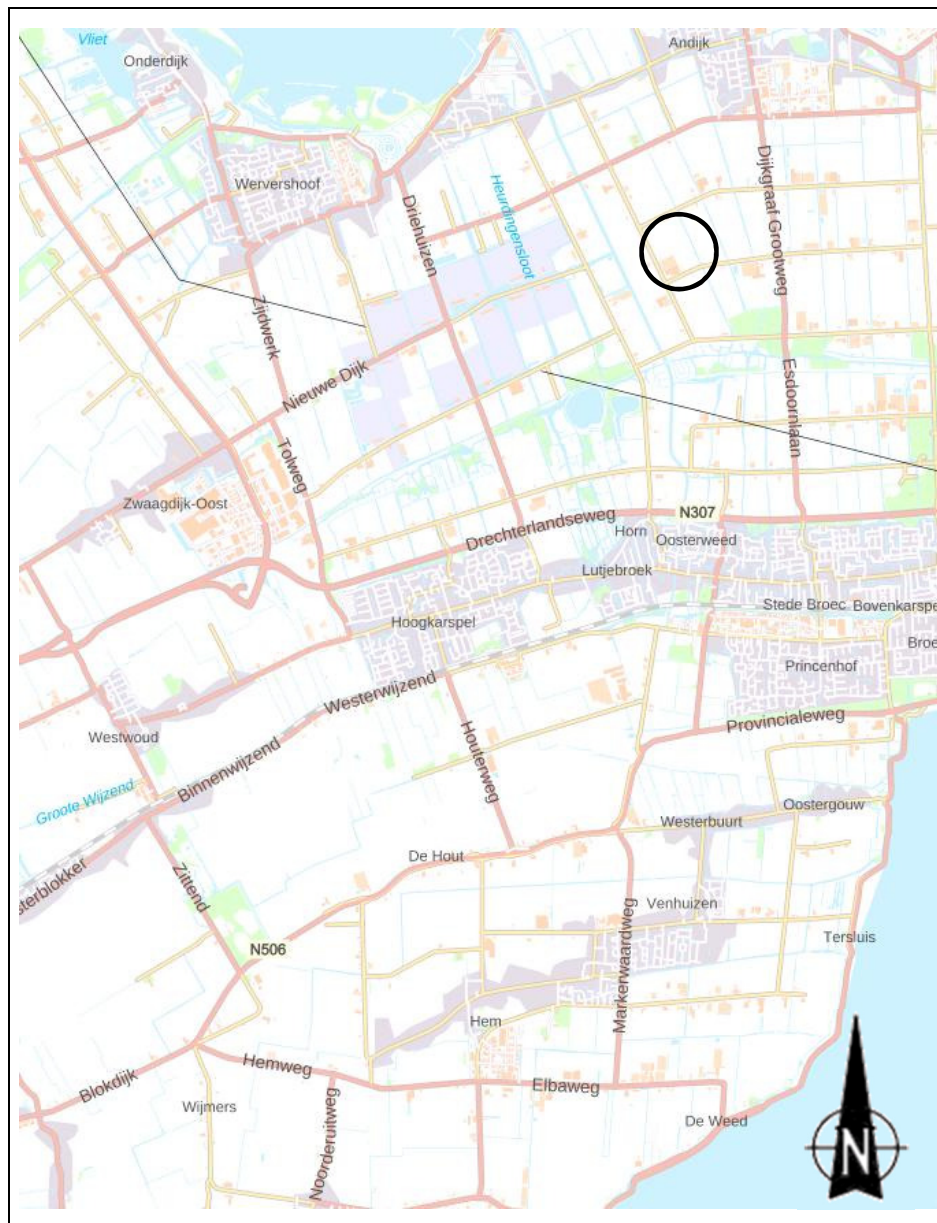 Vliet
Onderdijk
Andijk
Wervershoof
Driehuizen
Heurdingensloot
Dijkgraaf Grootweg
Zijdwerk
Nieuwe Dijk
Esdoornlaan
Tolweg
Zwaagdijk-Oost
Drechterlandseweg
N307
Horn
Oosterweed
Lutjebroek
Hoogkarspel
Stede Broec
Bovenkarspe
Broe
Princenhof
Westerwijzend
Provincialeweg
Houterweg
Westwoud
Binnenwijzend
Groote Wijzend
Oostergouw
Westerbuurt
De Hout
sterblokker
Zittend
Venhuizen
Markerwaardweg
Tersluis
N506
Hem
Hemweg
Elbaweg
Blokdijk
Wijmers
Noorderuitweg
De Weed
N